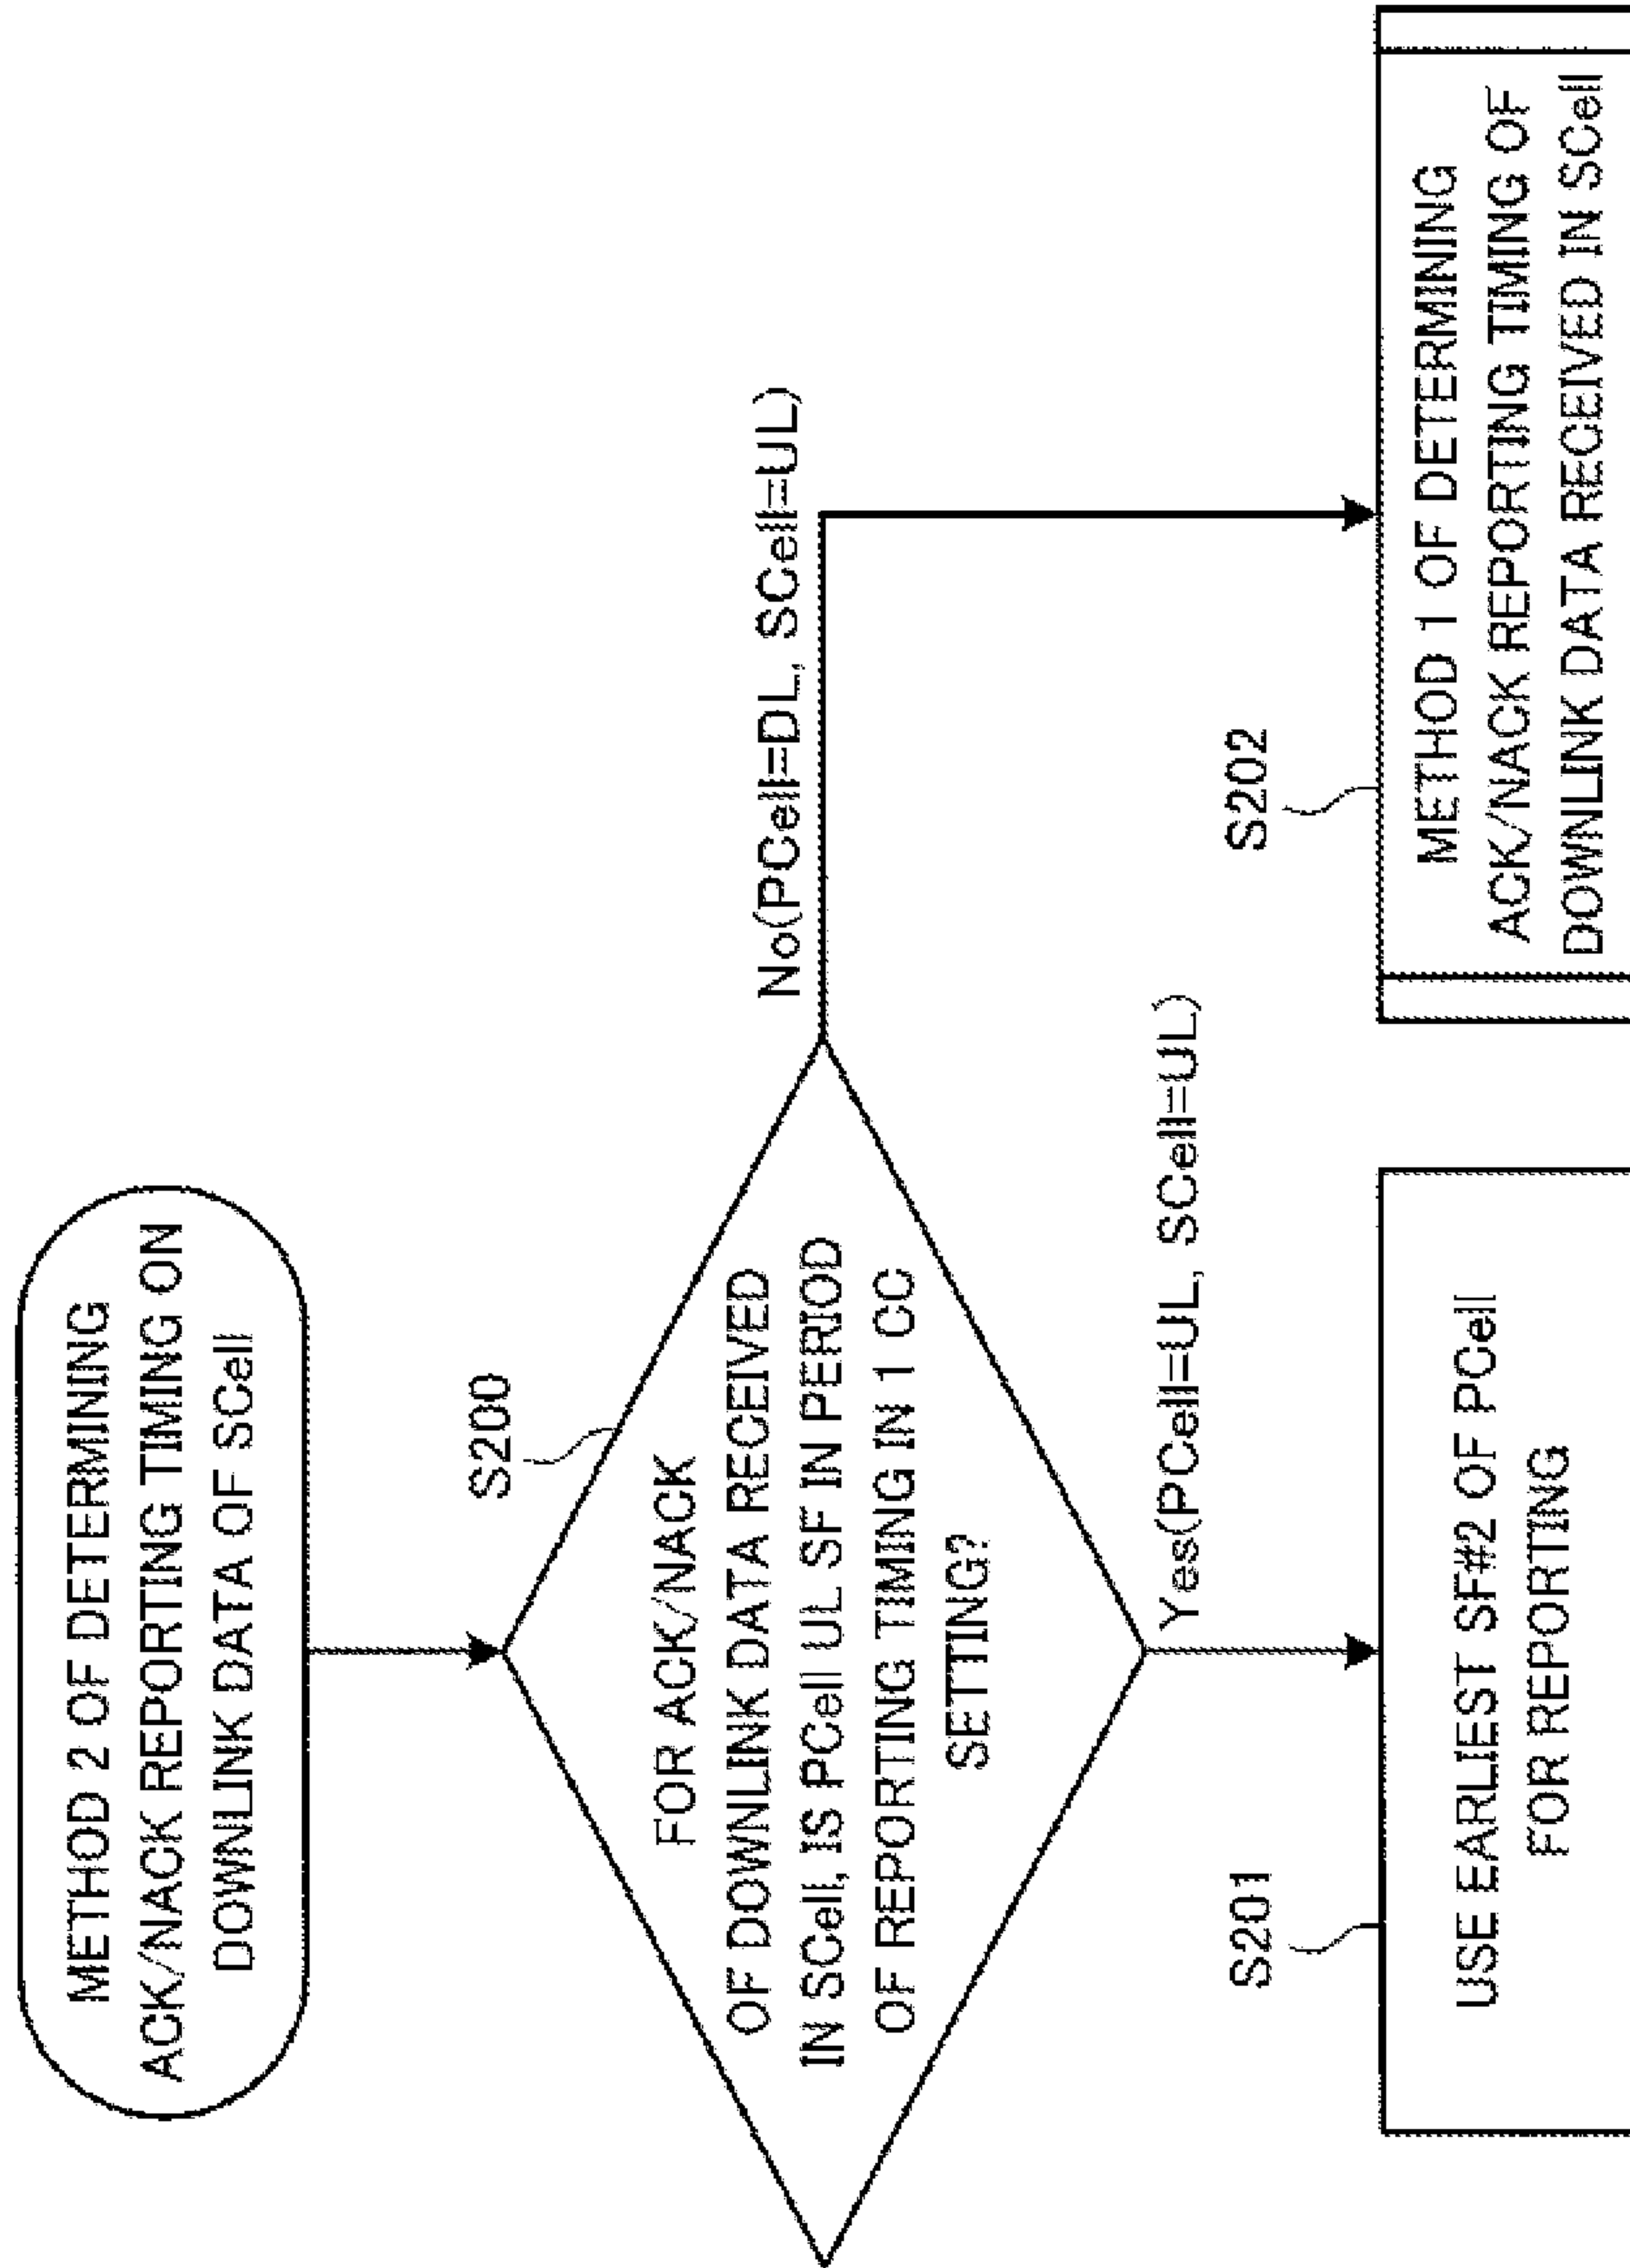 METHOD 2 OF DETERMINING
ACK/NACK REPORTING TIMING ON
DOWNLINK DATA OF SCell
S200
FOR ACK/NACK
OF DOWNLINK DATA RECEIVED
IN SCell, IS PCell UL SF IN PERIOD
OF REPORTING TIMING IN 1 CC
SETTING?
No(PCell=DL, SCell=UL)
Yes(PCell=UL, SCell=UL)
S201
USE EARLIEST SF#2 OF PCell
FOR REPORTING
S202
METHOD 1 OF DETERMINING
ACK/NACK REPORTING TIMING OF
DOWNLINK DATA RECEIVED IN SCell